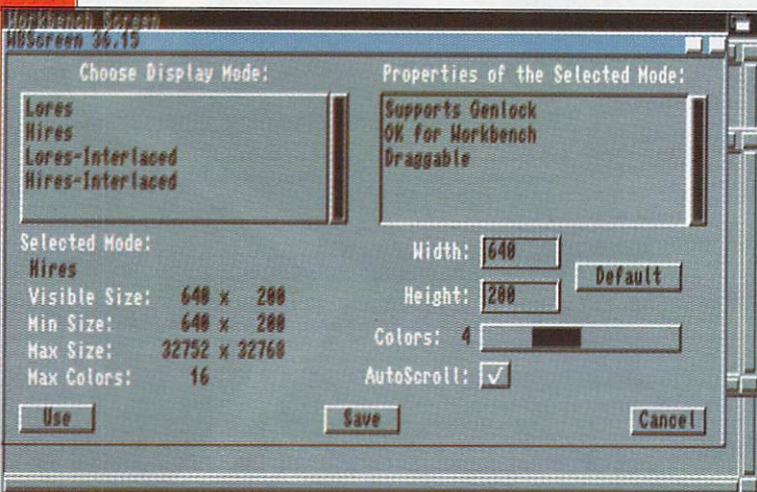 Workbench Screen
WBScreen 36.15
Choose Display Mode:
Lores
Hires
Lores-Interlaced
Hires-Interlaced
Properties of the Selected Mode:
Supports Genlock
OK for Workbench
Draggable
Selected Mode:
Hires
Visible Size: 640 x 200
Min Size: 640 x 200
Max Size: 32752 x 32768
Max Colors: 16
Width: 640
Height: 200
Default
Colors: 4
AutoScroll: ✓
Use
Save
Cancel